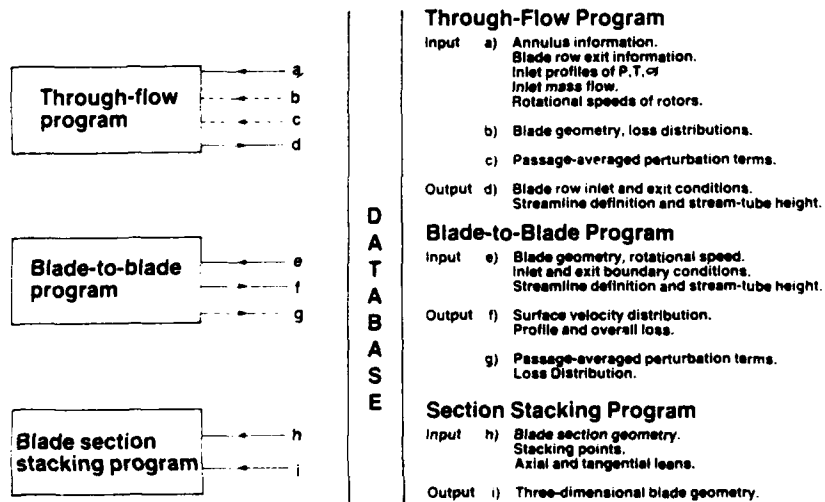 Through-flow
program
a
b
c
d
Blade-to-blade
program
e
f
g
Blade section
stacking program
h
i
D
A
T
A
B
A
S
E
Through-Flow Program
Input a) Annulus information.
Blade row exit information.
Inlet profiles of P,T,α
Inlet mass flow.
Rotational speeds of rotors.
b) Blade geometry, loss distributions.
c) Passage-averaged perturbation terms.
Output d) Blade row inlet and exit conditions.
Streamline definition and stream-tube height.
Blade-to-Blade Program
Input e) Blade geometry, rotational speed.
Inlet and exit boundary conditions.
Streamline definition and stream-tube height.
Output f) Surface velocity distribution.
Profile and overall loss.
g) Passage-averaged perturbation terms.
Loss Distribution.
Section Stacking Program
Input h) Blade section geometry.
Stacking points.
Axial and tangential leans.
Output i) Three-dimensional blade geometry.